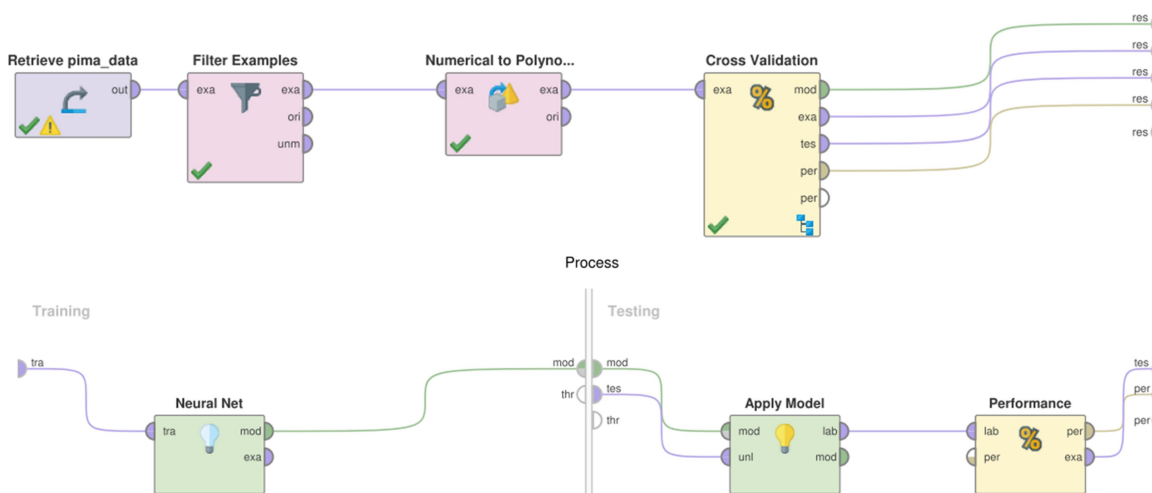 res
res
Retrieve pima_data Filter Examples Numerical to Polyno... Cross Validation
res
out exa exa exa exa exa mod
res
ori ori exa
res
unm tes
per
per
Process
Training Testing
tra mod mod tes
thr tes per
Neural Net Apply Model Performance
thr per
tra mod mod lab lab per
exa unl mod per exa